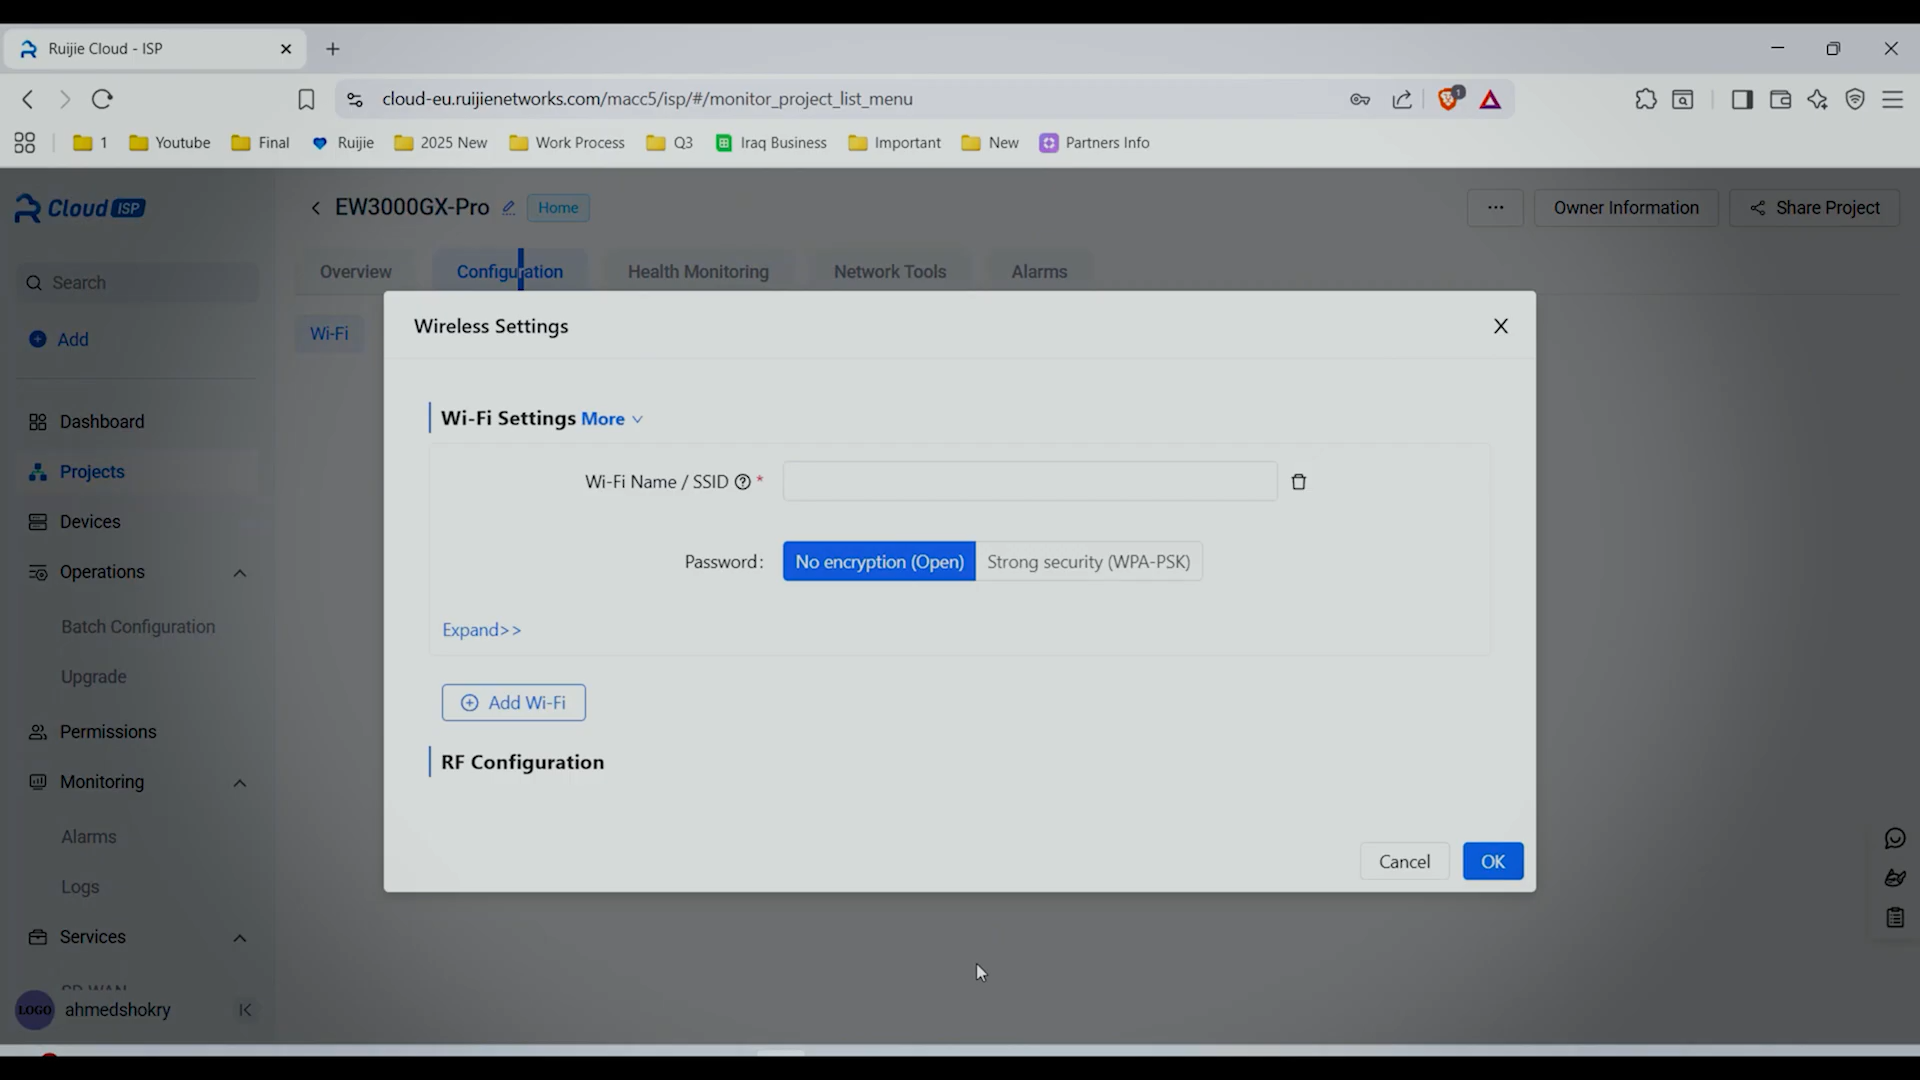 Ruijie Cloud - ISP
cloud-eu.ruijienetworks.com/macc5/isp/#/monitor_project_list_menu
1
1 Youtube Final Ruijie 2025 New Work Process Q3 Iraq Business Important New Partners Info
Cloud ISP
EW3000GX-Pro Home ... Owner Information Share Project
Search
Overview Configuration Health Monitoring Network Tools Alarms
Add
Wi-Fi
Dashboard
Projects
Devices
Operations
Batch Configuration
Upgrade
Permissions
Monitoring
Alarms
Logs
Services
SD-WAN
LOGO ahmedshokry
Wireless Settings
Wi-Fi Settings More
Wi-Fi Name / SSID ? *
Password: No encryption (Open) Strong security (WPA-PSK)
Expand>>
Add Wi-Fi
RF Configuration
Cancel OK